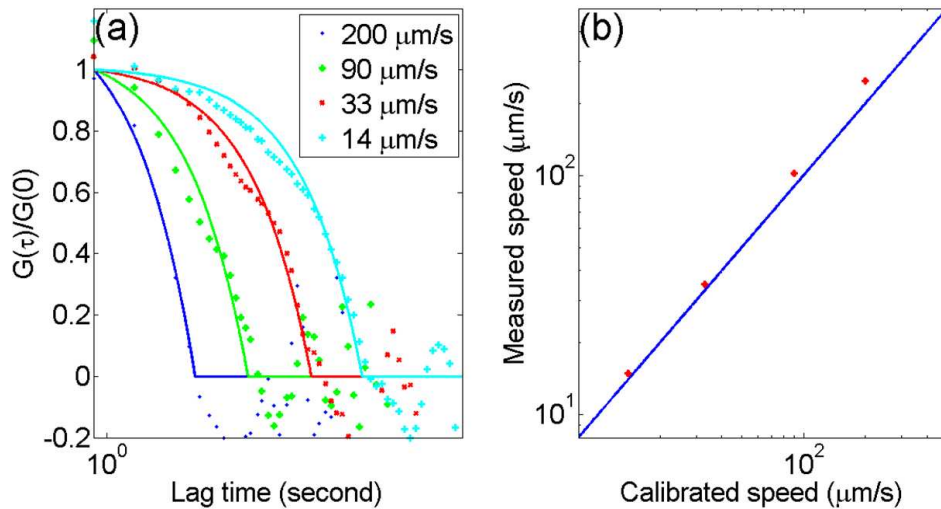 (a)
200 μm/s
90 μm/s
33 μm/s
14 μm/s
1
0.8
0.6
0.4
0.2
0
-0.2
10^0
G(τ)/G(0)
Lag time (second)
(b)
10^2
10^1
10^2
Measured speed (μm/s)
Calibrated speed (μm/s)